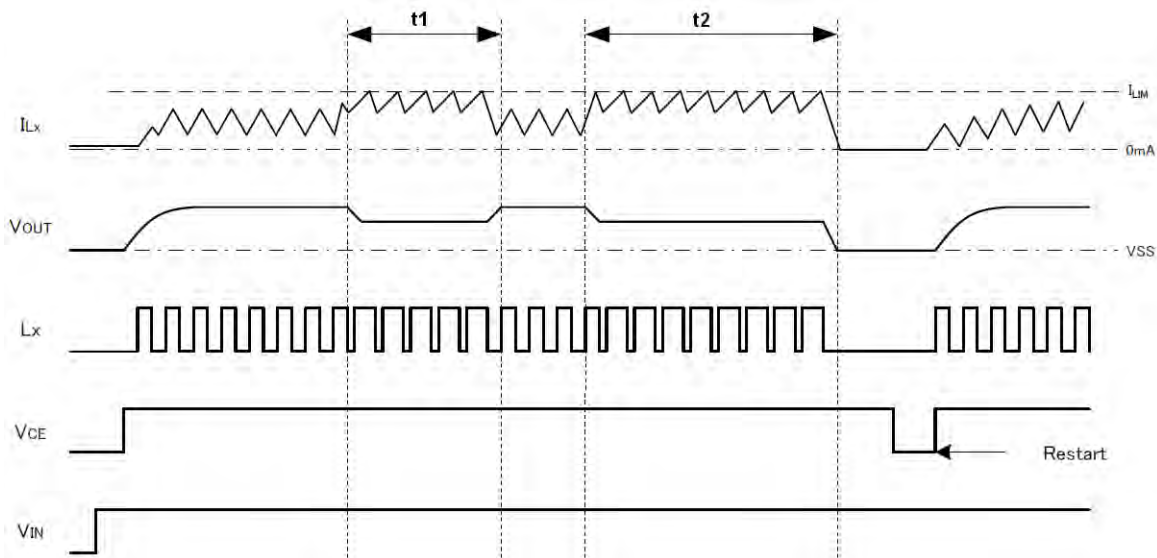 t1 t2
ILIM
ILx
0mA
VOUT
VSS
Lx
VCE
Restart
VIN